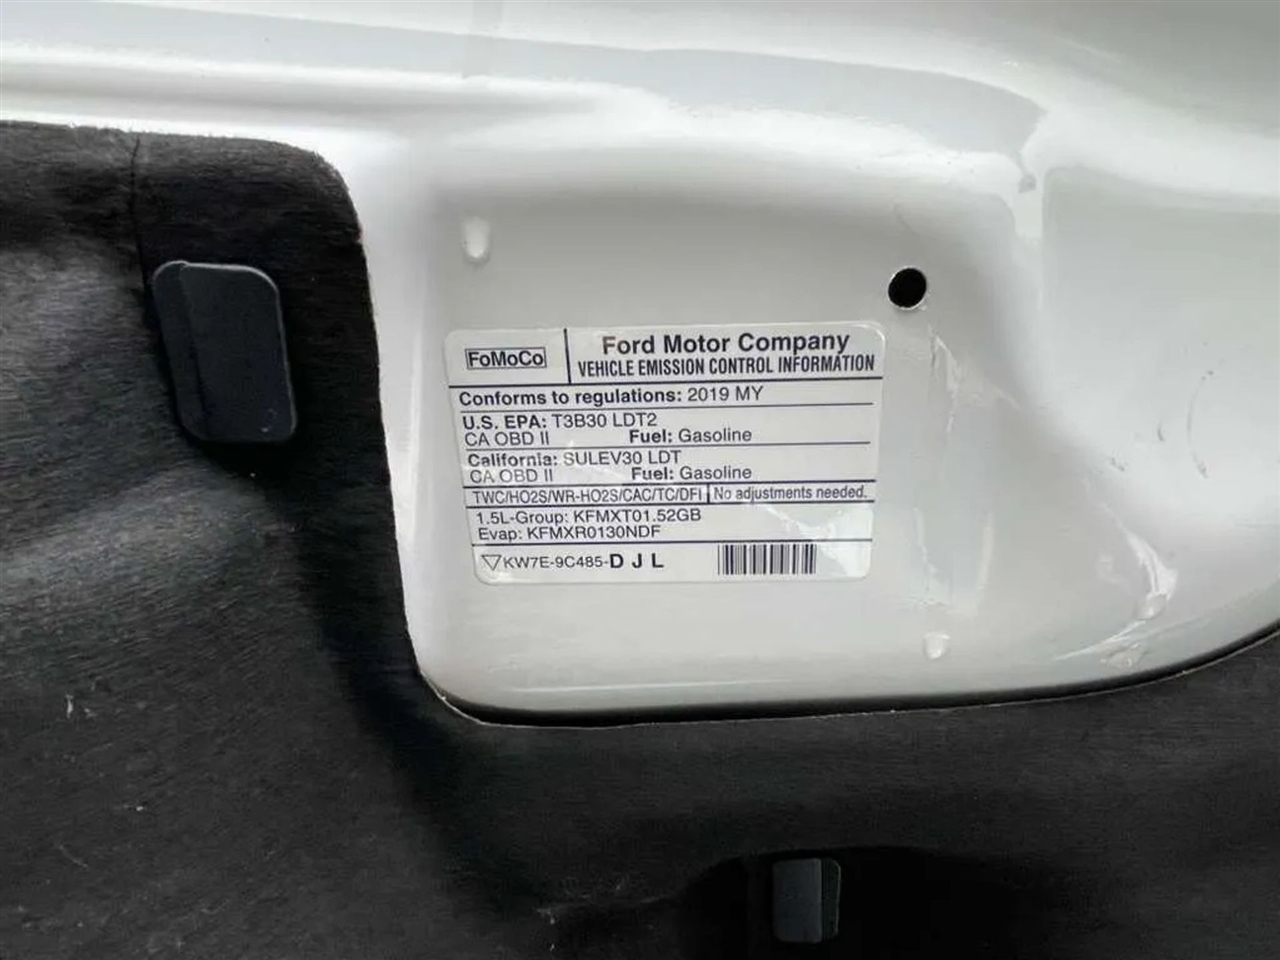 FoMoCo
Ford Motor Company
VEHICLE EMISSION CONTROL INFORMATION
Conforms to regulations: 2019 MY
U.S. EPA: T3B30 LDT2
CA OBD II Fuel: Gasoline
California: SULEV30 LDT
CA OBD II Fuel: Gasoline
TWC/HO2S/WR-HO2S/CAC/TC/DFI No adjustments needed.
1.5L-Group: KFMXT01.52GB
Evap: KFMXR0130NDF
KW7E-9C485-D J L